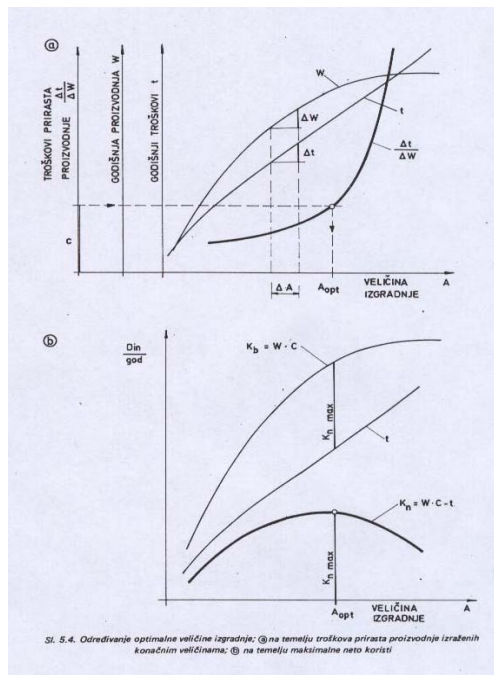 a
TROŠKOVI PRIRASTA
PROIZVODNJE Δt/ΔW
GODIŠNJA PROIZVODNJA W
GODIŠNJI TROŠKOVI t
W
ΔW
t
Δt
Δt/ΔW
c
ΔA
Aopt
VELIČINA
IZGRADNJE
A
b
Din/god
Kb = W · C
Kn max
t
Kn = W · C - t
Kn max
Aopt
VELIČINA
IZGRADNJE
A
Sl. 5.4. Određivanje optimalne veličine izgradnje; a na temelju troškova prirasta proizvodnje izraženih
konačnim veličinama; b na temelju maksimalne neto koristi